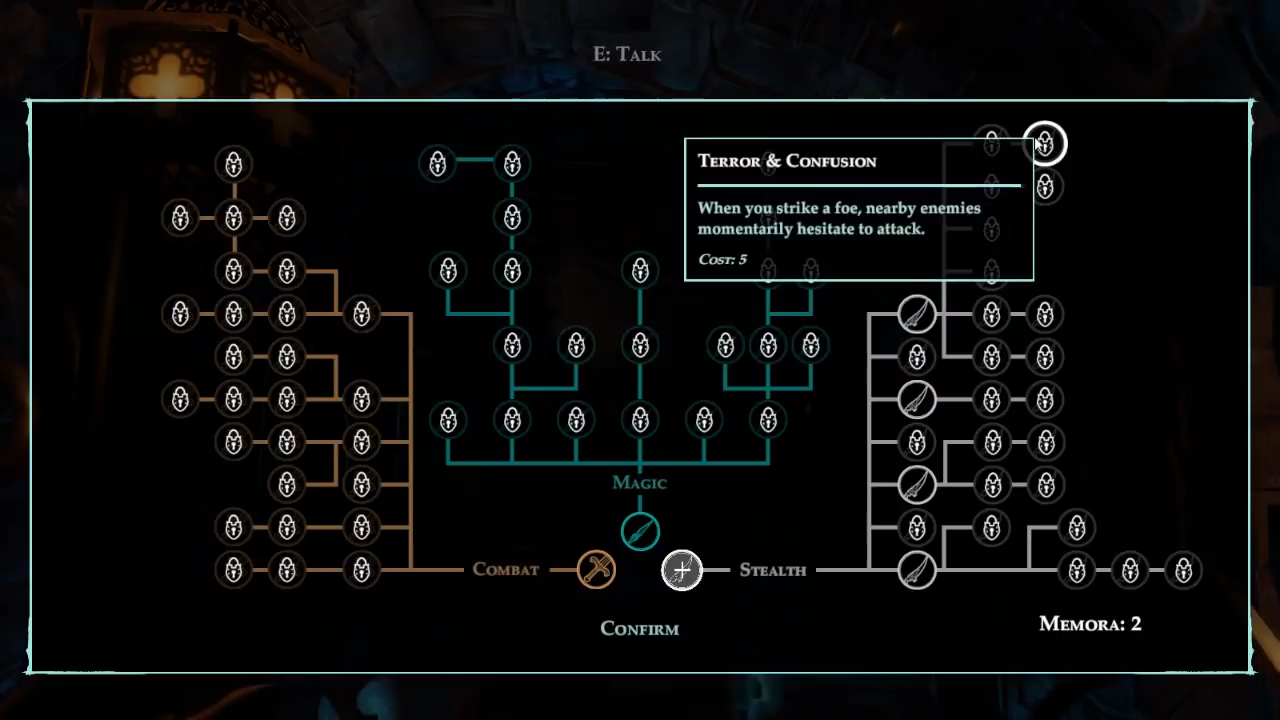 E: Talk
Terror & Confusion
When you strike a foe, nearby enemies
momentarily hesitate to attack.
Cost: 5
Magic
Combat
Stealth
Confirm
Memora: 2